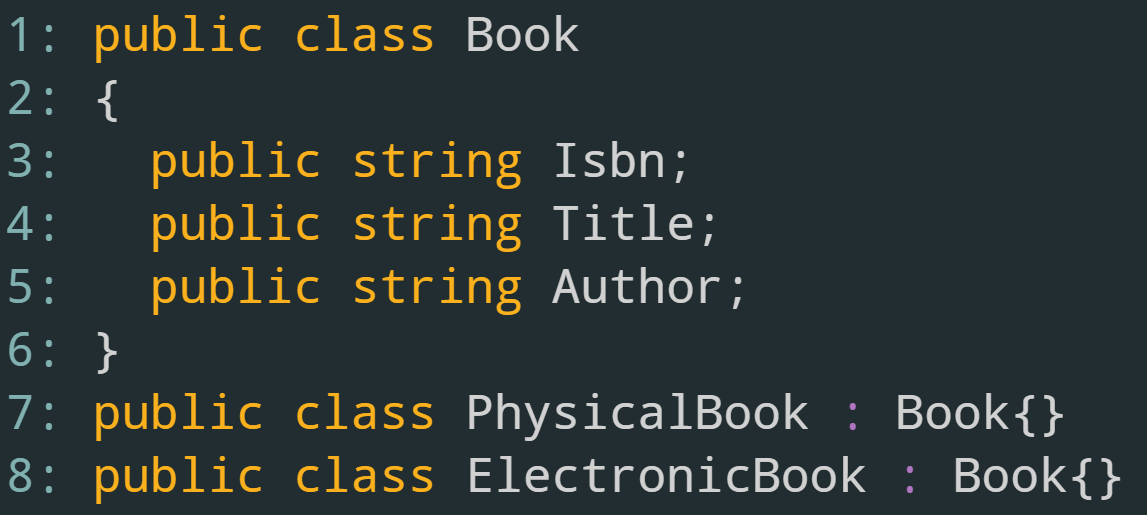 1: public class Book
2: {
3:   public string Isbn;
4:   public string Title;
5:   public string Author;
6: }
7: public class PhysicalBook : Book{}
8: public class ElectronicBook : Book{}